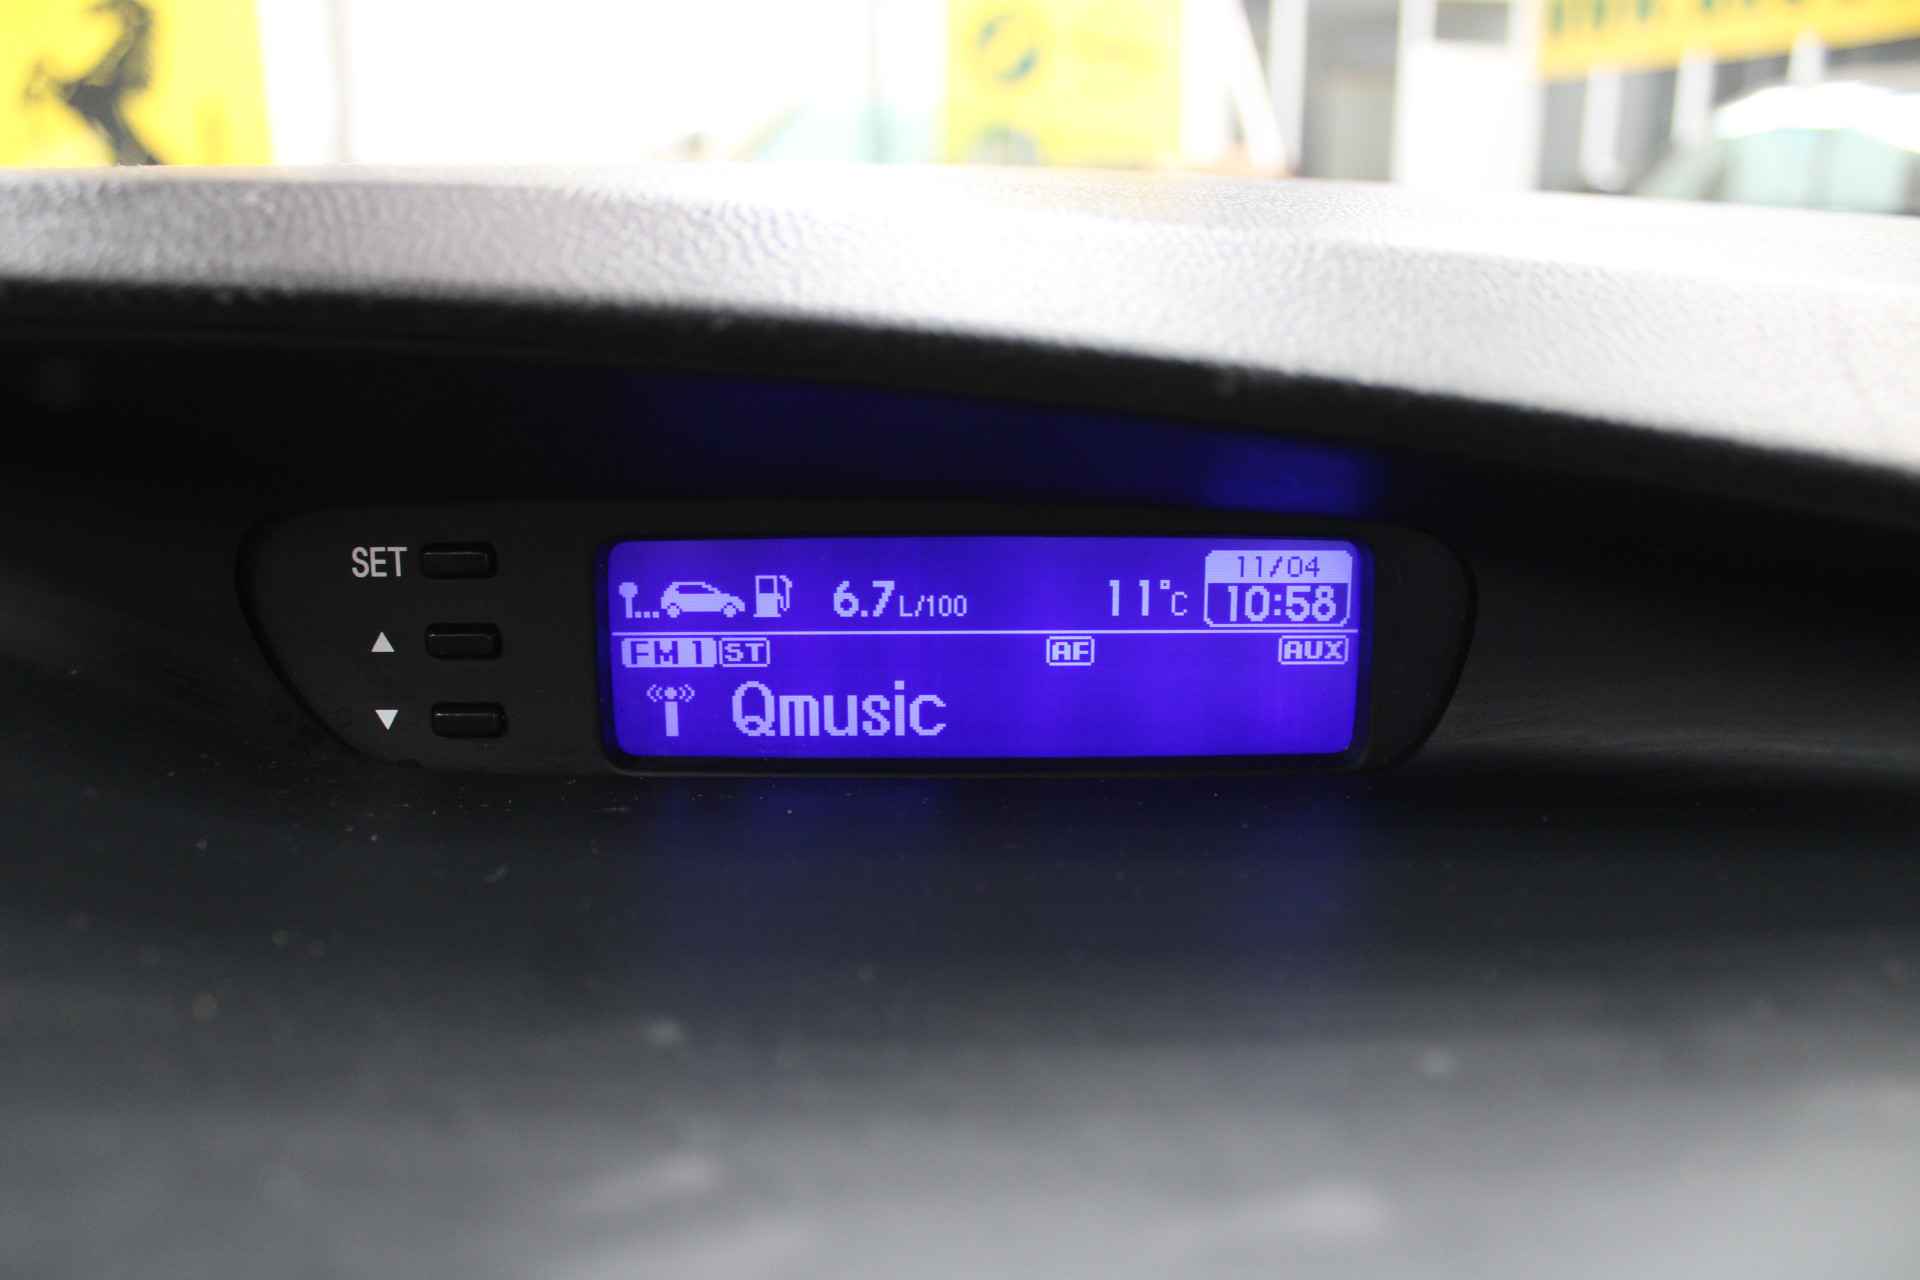 SET
▲
▼
6.7 L/100
11°C
11/04
10:58
FM 1 ST AF AUX
Qmusic